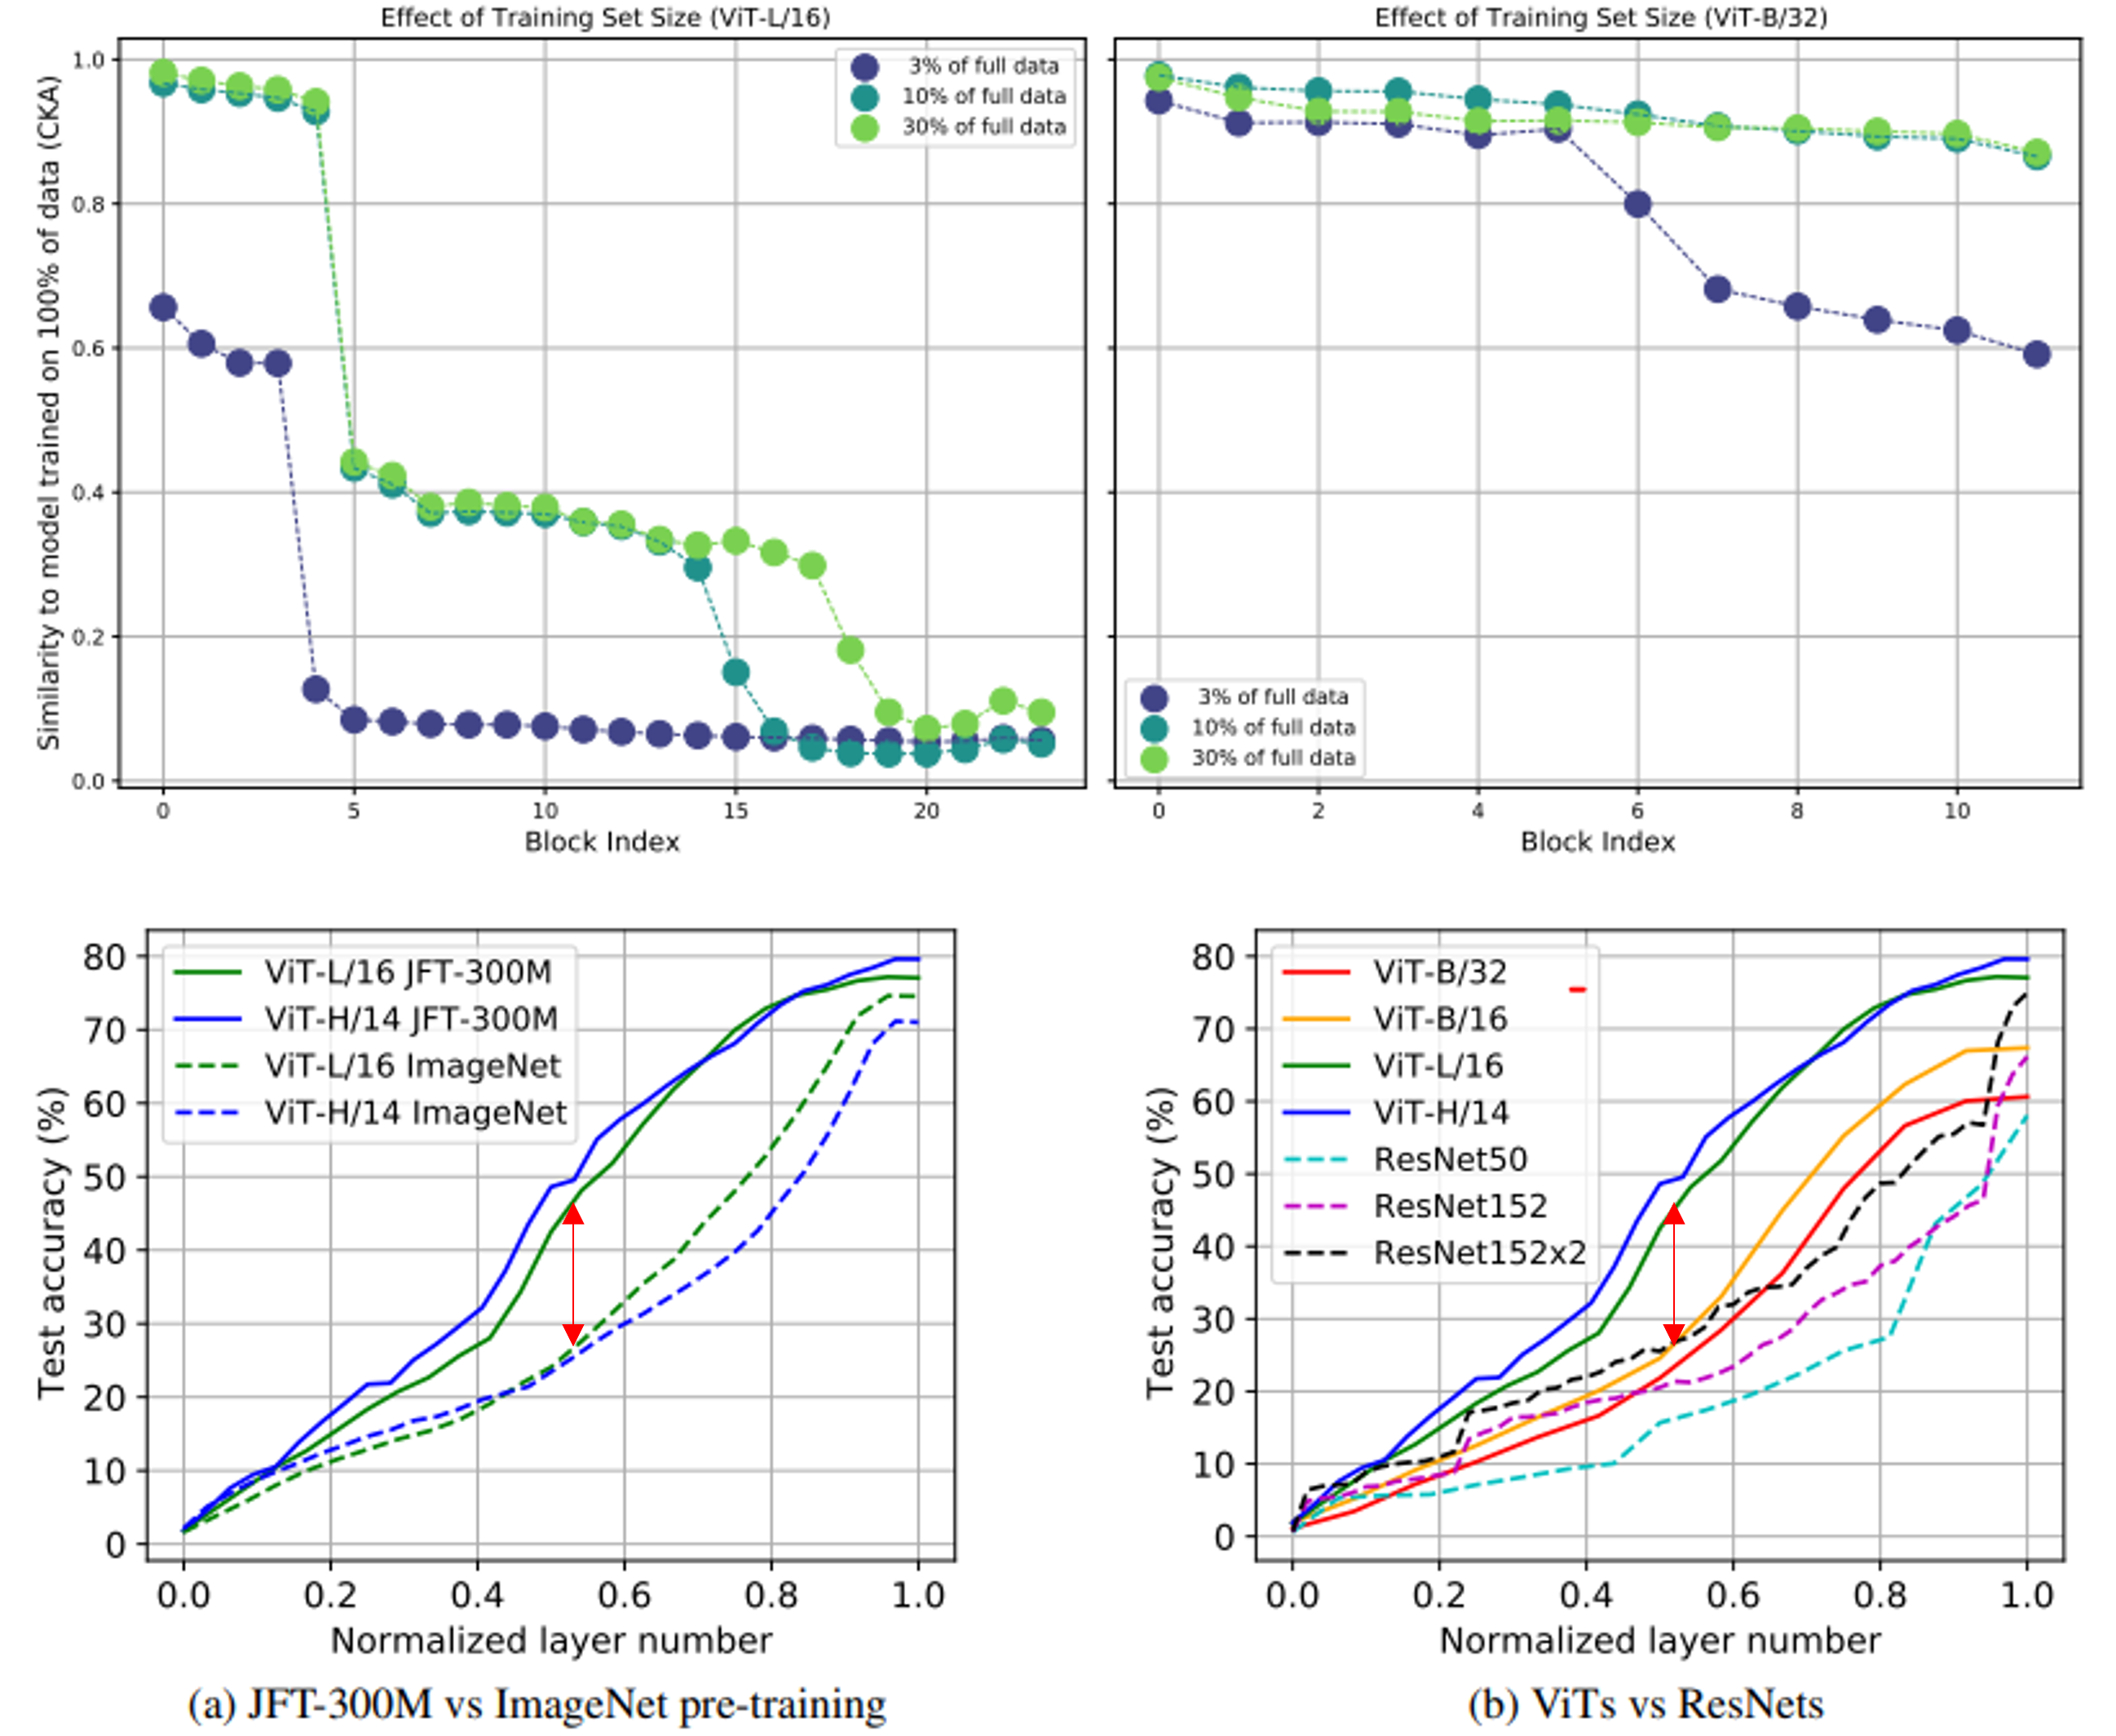 Effect of Training Set Size (ViT-L/16)
Similarity to model trained on 100% of data (CKA)
1.0
0.8
0.6
0.4
0.2
0.0
3% of full data
10% of full data
30% of full data
0 5 10 15 20
Block Index
Effect of Training Set Size (ViT-B/32)
3% of full data
10% of full data
30% of full data
0 2 4 6 8 10
Block Index
Test accuracy (%)
80
70
60
50
40
30
20
10
0
ViT-L/16 JFT-300M
ViT-H/14 JFT-300M
ViT-L/16 ImageNet
ViT-H/14 ImageNet
0.0 0.2 0.4 0.6 0.8 1.0
Normalized layer number
(a) JFT-300M vs ImageNet pre-training
Test accuracy (%)
80
70
60
50
40
30
20
10
0
ViT-B/32
ViT-B/16
ViT-L/16
ViT-H/14
ResNet50
ResNet152
ResNet152x2
0.0 0.2 0.4 0.6 0.8 1.0
Normalized layer number
(b) ViTs vs ResNets